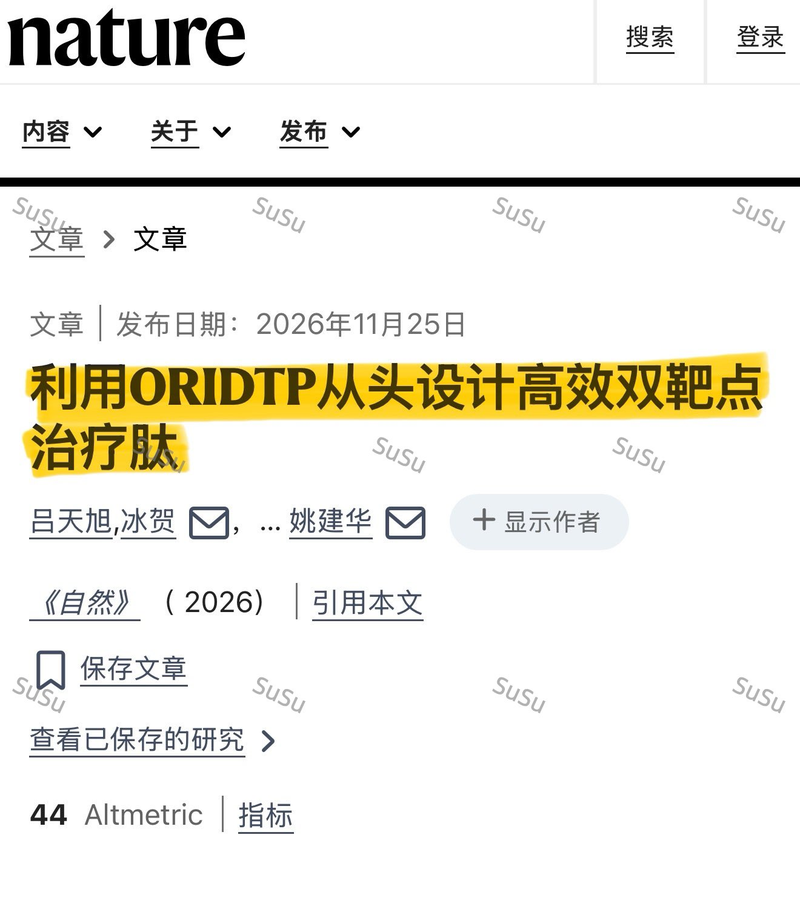 nature
搜索
登录
内容
关于
发布
文章 > 文章
文章 | 发布日期：2026年11月25日
利用ORIDTP从头设计高效双靶点
治疗肽
吕天旭,冰贺, ... 姚建华 +显示作者
《自然》 （2026） | 引用本文
保存文章
查看已保存的研究 >
44 Altmetric | 指标
SuSu
SuSu
SuSu
SuSu
SuSu
SuSu
SuSu
SuSu
SuSu
SuSu
SuSu